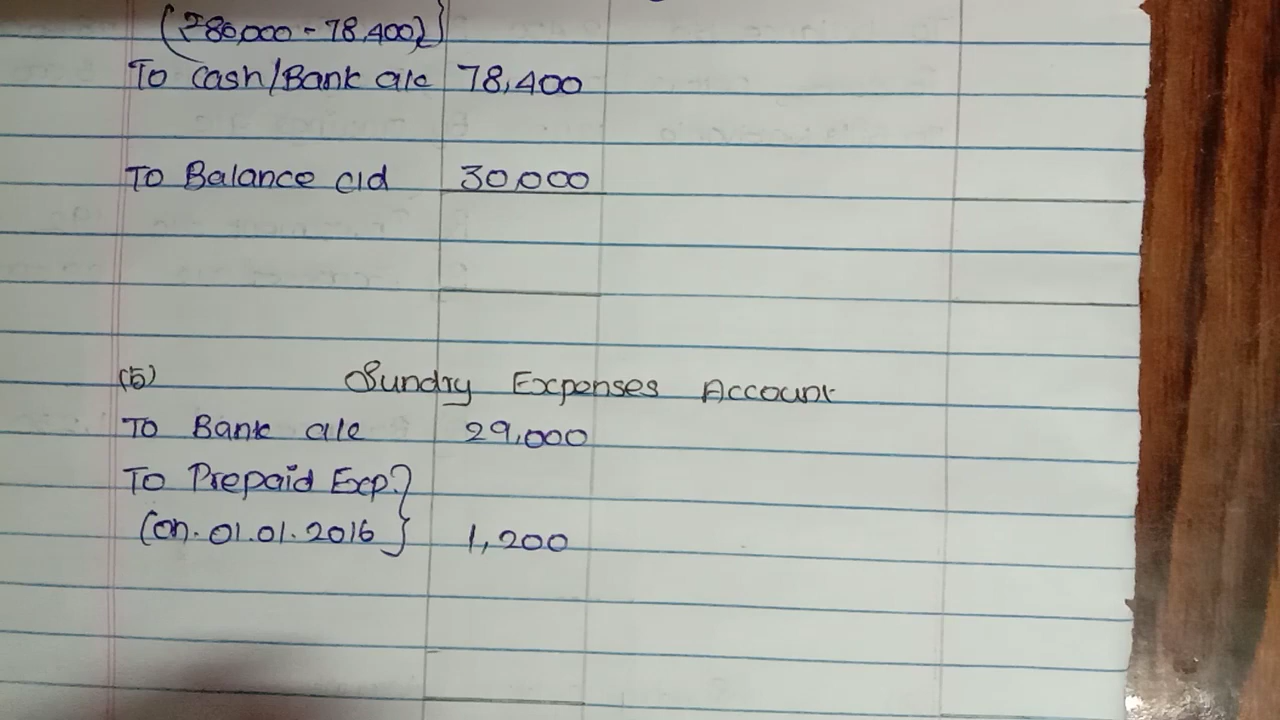 (₹80,000 - 78,400)}
To Cash/Bank a/c 78,400
To Balance c/d 30,000
(5) Sundry Expenses Account
To Bank a/c 29,000
To Prepaid Exp.}
(on. 01.01.2016} 1,200